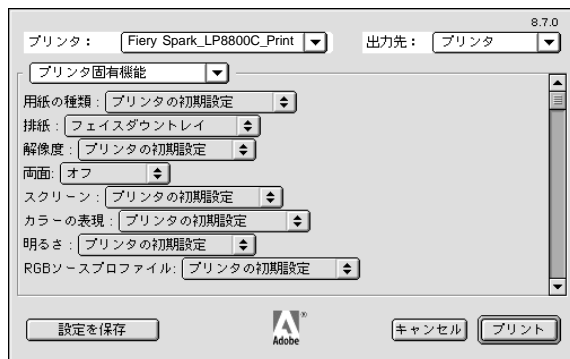 8.7.0
プリンタ： Fiery Spark_LP8800C_Print 出力先： プリンタ
プリンタ固有機能
用紙の種類：プリンタの初期設定
排紙：フェイスダウントレイ
解像度：プリンタの初期設定
両面：オフ
スクリーン：プリンタの初期設定
カラーの表現：プリンタの初期設定
明るさ：プリンタの初期設定
RGBソースプロファイル：プリンタの初期設定
設定を保存 Adobe ® キャンセル プリント